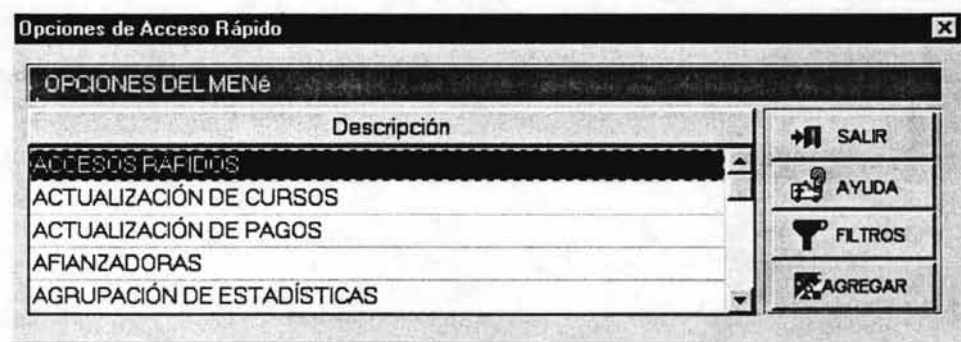 Opciones de Acceso Rápido
OPCIONES DEL MENé
Descripción
ACCESOS RÁPIDOS
ACTUALIZACIÓN DE CURSOS
ACTUALIZACIÓN DE PAGOS
AFIANZADORAS
AGRUPACIÓN DE ESTADÍSTICAS
SALIR
AYUDA
FILTROS
AGREGAR